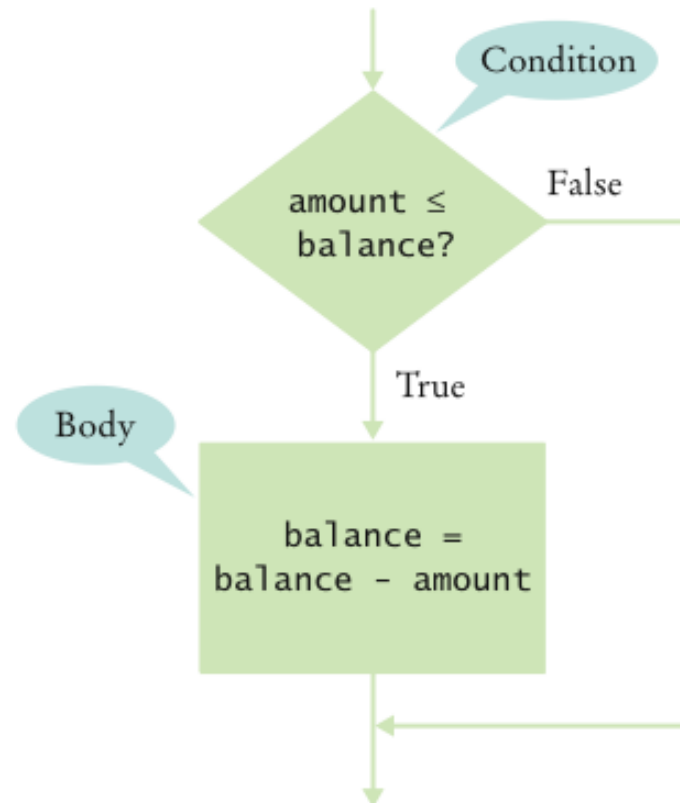 Condition
amount ≤
balance?
False
True
Body
balance =
balance - amount